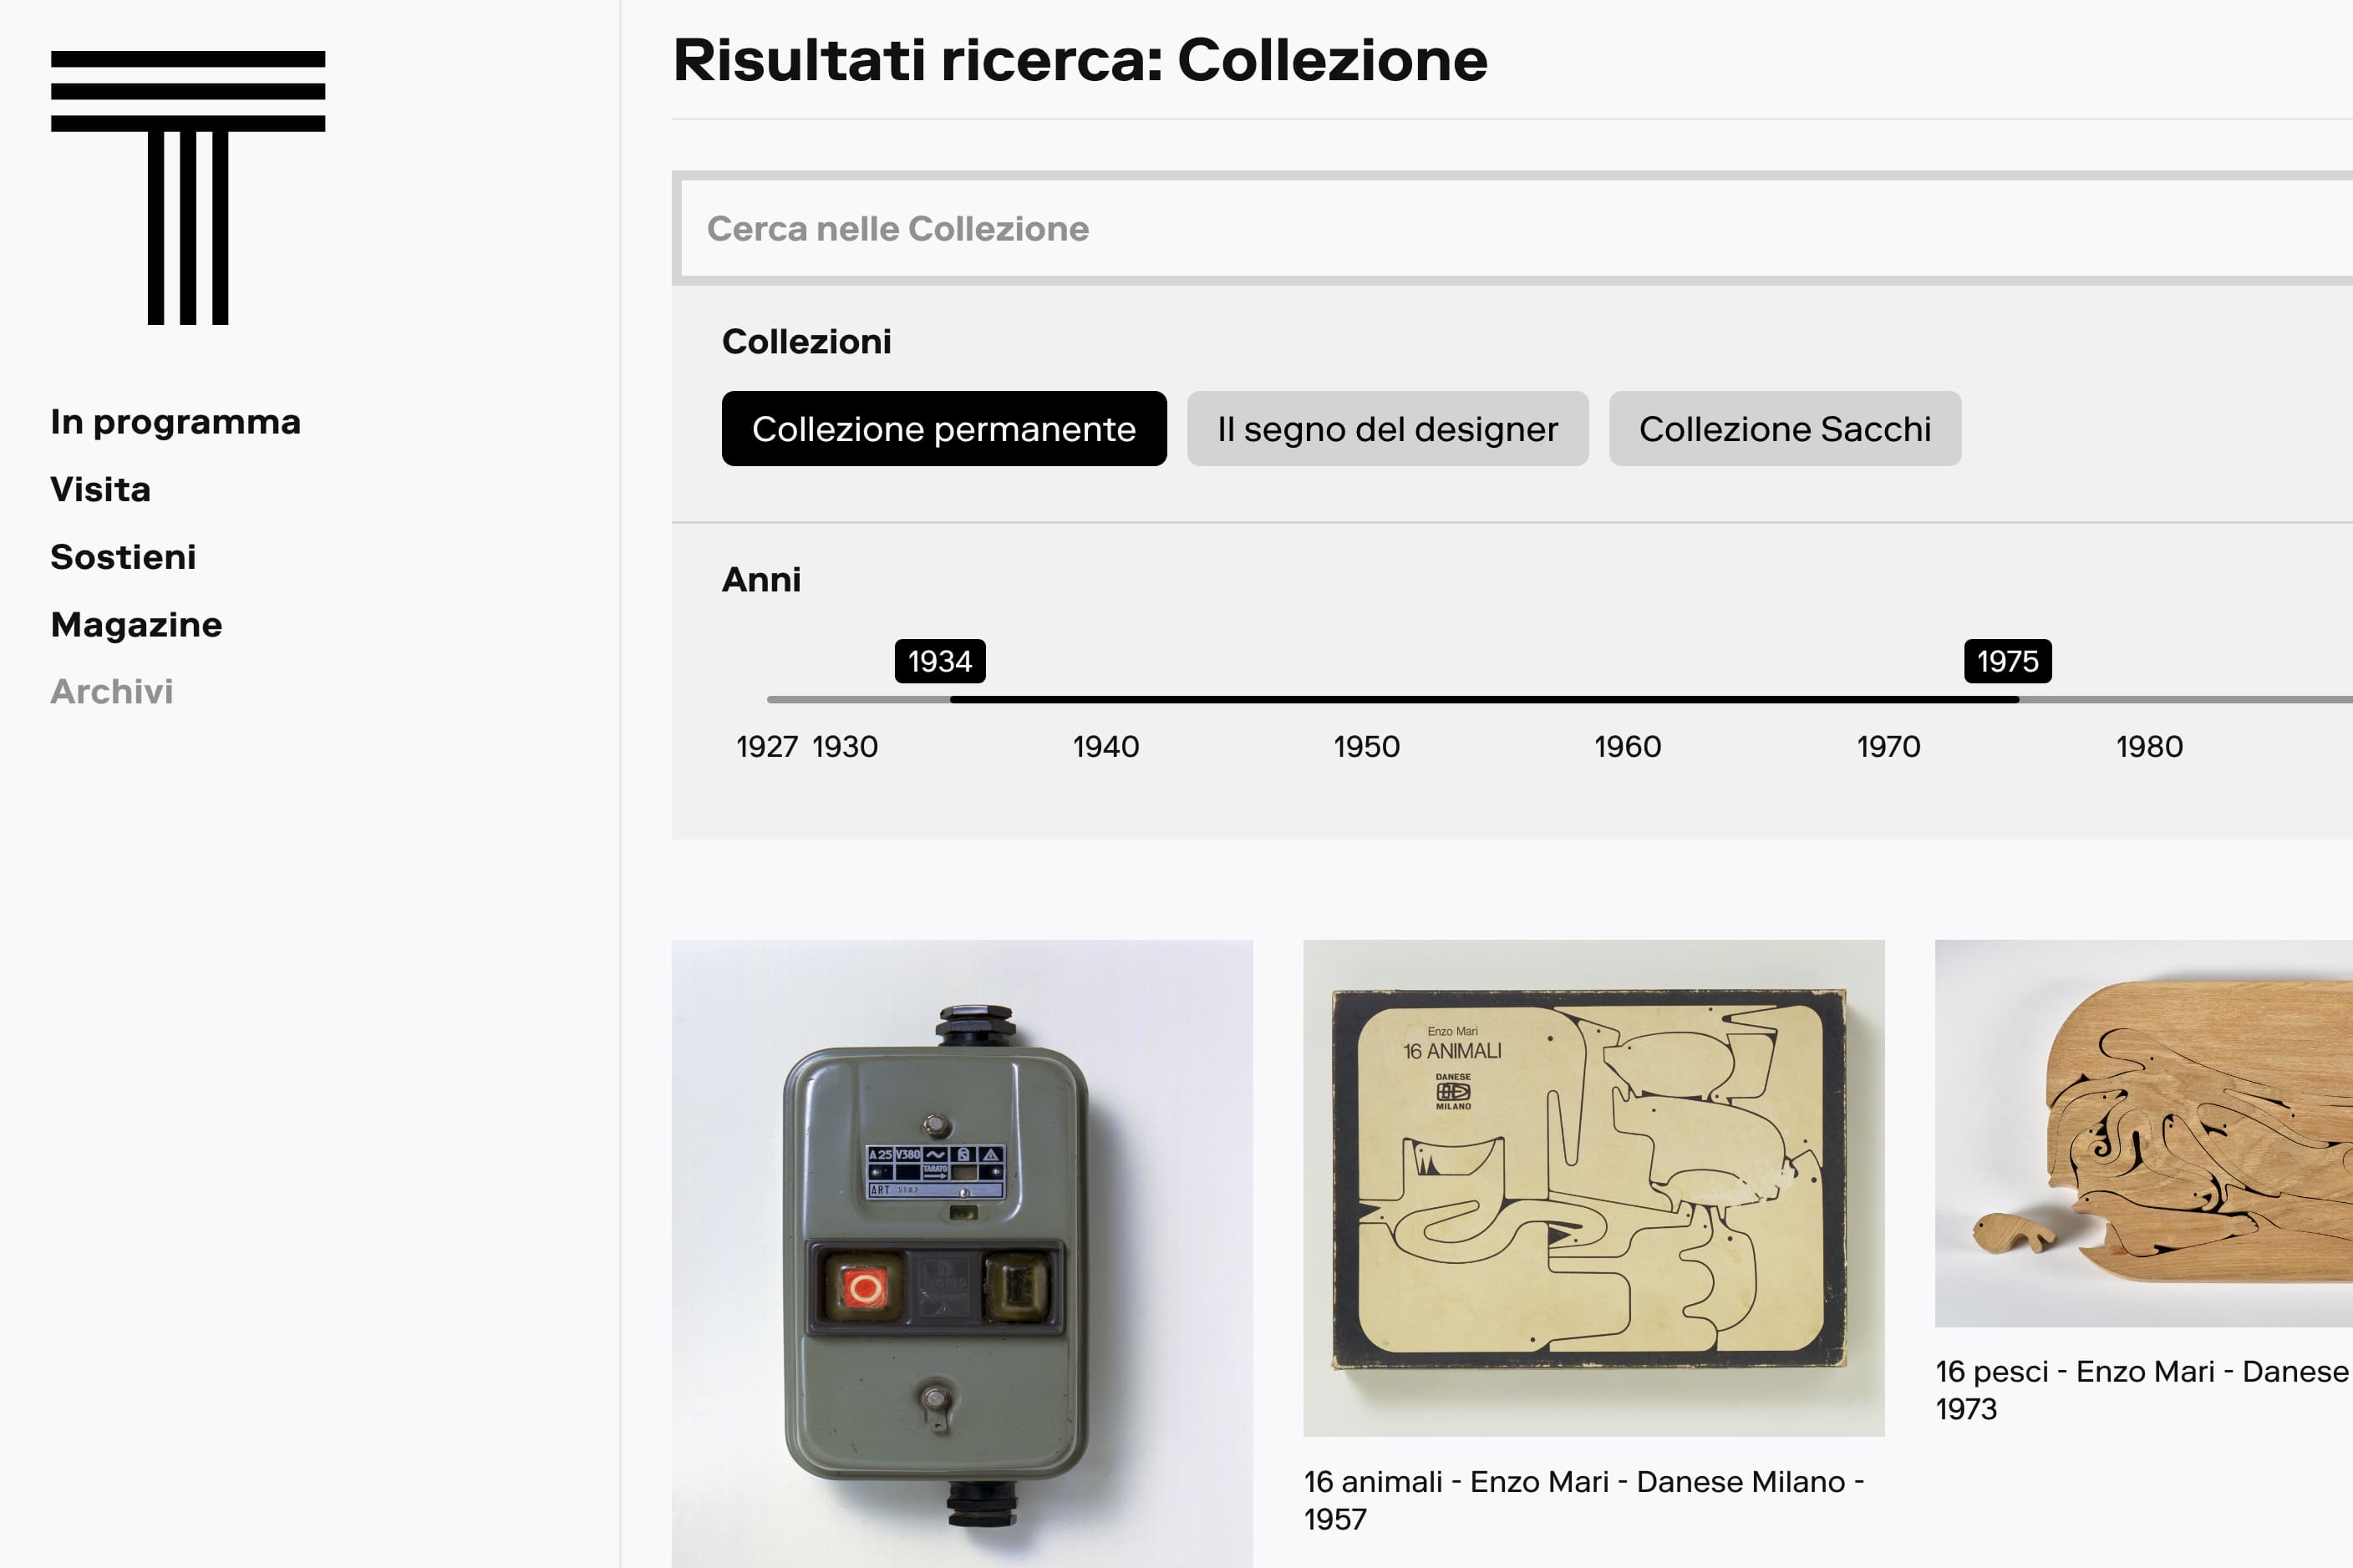 Risultati ricerca: Collezione
Cerca nelle Collezione
In programma
Visita
Sostieni
Magazine
Archivi
Collezioni
Collezione permanente
Il segno del designer
Collezione Sacchi
Anni
1934
1975
1927 1930 1940 1950 1960 1970 1980
A 25 V380
TARATO
ART
Enzo Mari
16 ANIMALI
DANESE
MILANO
16 animali - Enzo Mari - Danese Milano -
1957
16 pesci - Enzo Mari - Danese
1973